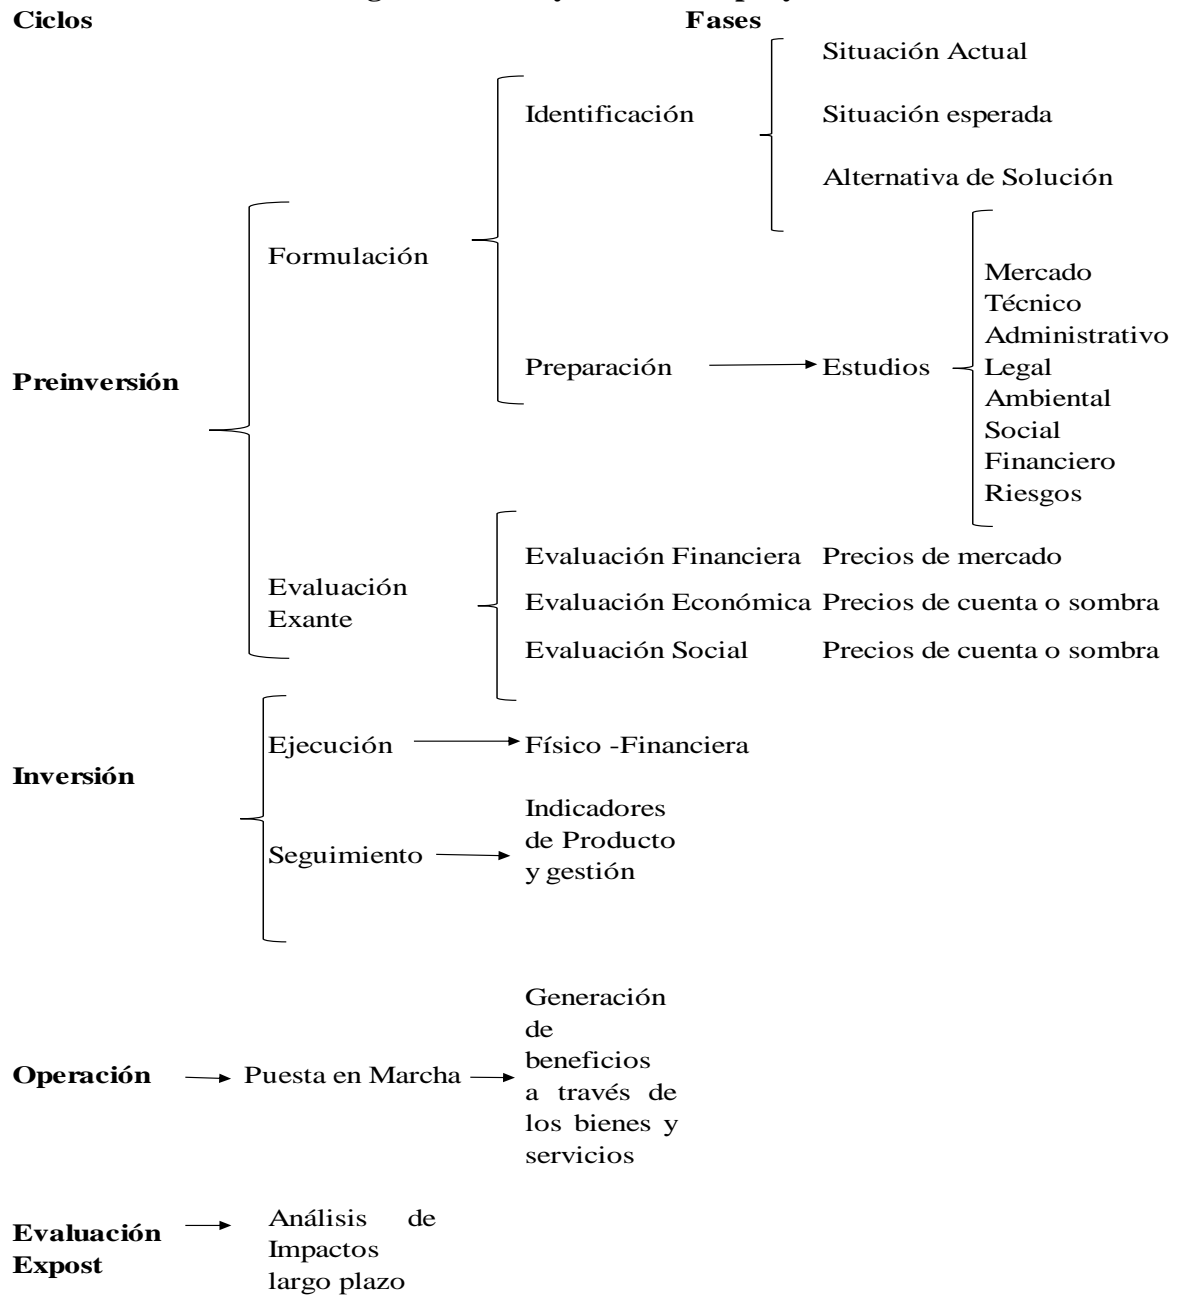 Ciclos
Fases
Situación Actual
Identificación
Situación esperada
Alternativa de Solución
Formulación
Mercado
Técnico
Administrativo
Preinversión
Preparación
Estudios
Legal
Ambiental
Social
Financiero
Riesgos
Evaluación Financiera
Precios de mercado
Evaluación
Exante
Evaluación Económica
Precios de cuenta o sombra
Evaluación Social
Precios de cuenta o sombra
Inversión
Ejecución
Físico -Financiera
Seguimiento
Indicadores
de Producto
y gestión
Operación
Puesta en Marcha
Generación
de
beneficios
a través de
los bienes y
servicios
Evaluación
Expost
Análisis de
Impactos
largo plazo